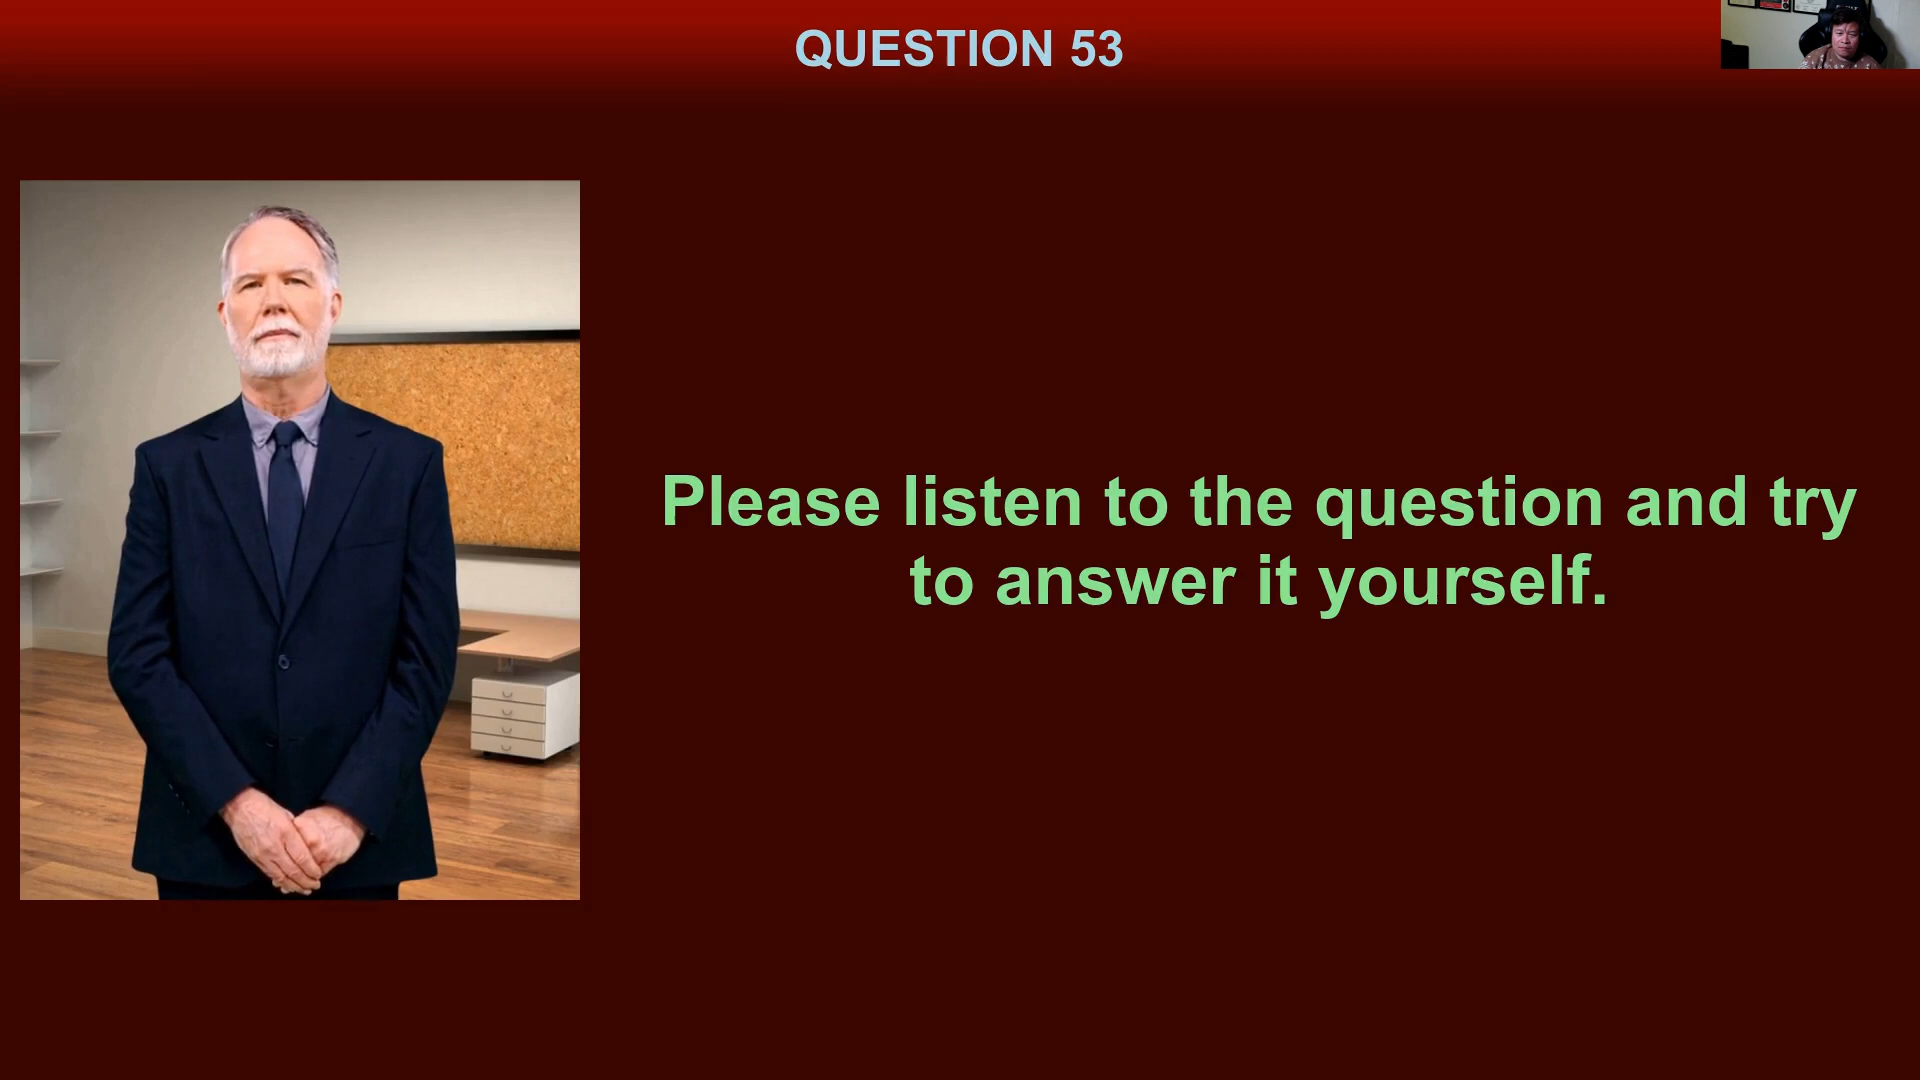 QUESTION 53
Please listen to the question and try
to answer it yourself.